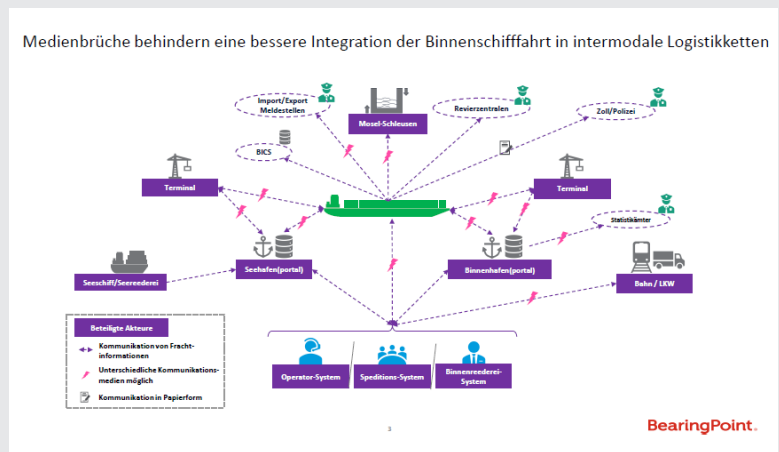 Medienbrüche behindern eine bessere Integration der Binnenschifffahrt in intermodale Logistikketten
Import/Export
Meldestellen
Mosel-Schleusen
Revierzentralen
Zoll/Polizei
BICS
Terminal
Terminal
Statistikämter
Seehafen(portal)
Binnenhafen(portal)
Seeschiff/Seereederei
Bahn / LKW
Beteiligte Akteure
Kommunikation von Fracht-
informationen
Unterschiedliche Kommunikations-
medien möglich
Kommunikation in Papierform
Operator-System
Speditions-System
Binnenreederei-
System
3
BearingPoint.